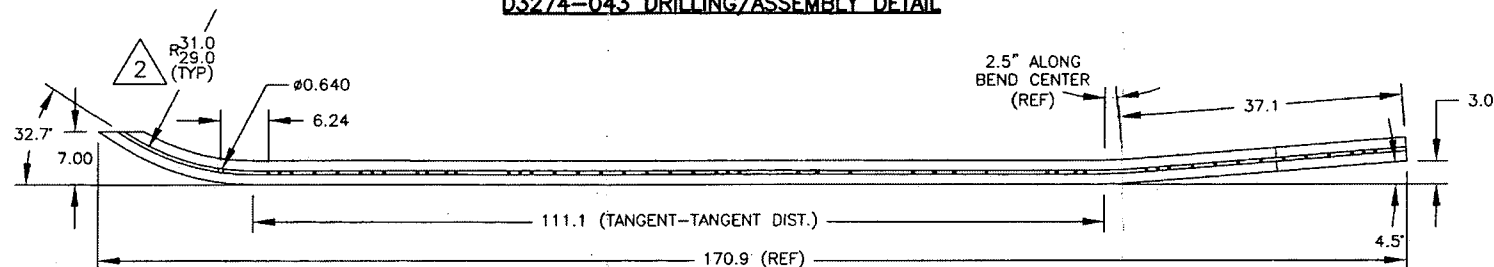 D3274-043 DRILLING/ASSEMBLY DETAIL
2
R31.0
29.0
(TYP)
Ø0.640
6.24
2.5" ALONG
BEND CENTER
(REF)
37.1
3.0
32.7°
7.00
111.1 (TANGENT-TANGENT DIST.)
4.5°
170.9 (REF)